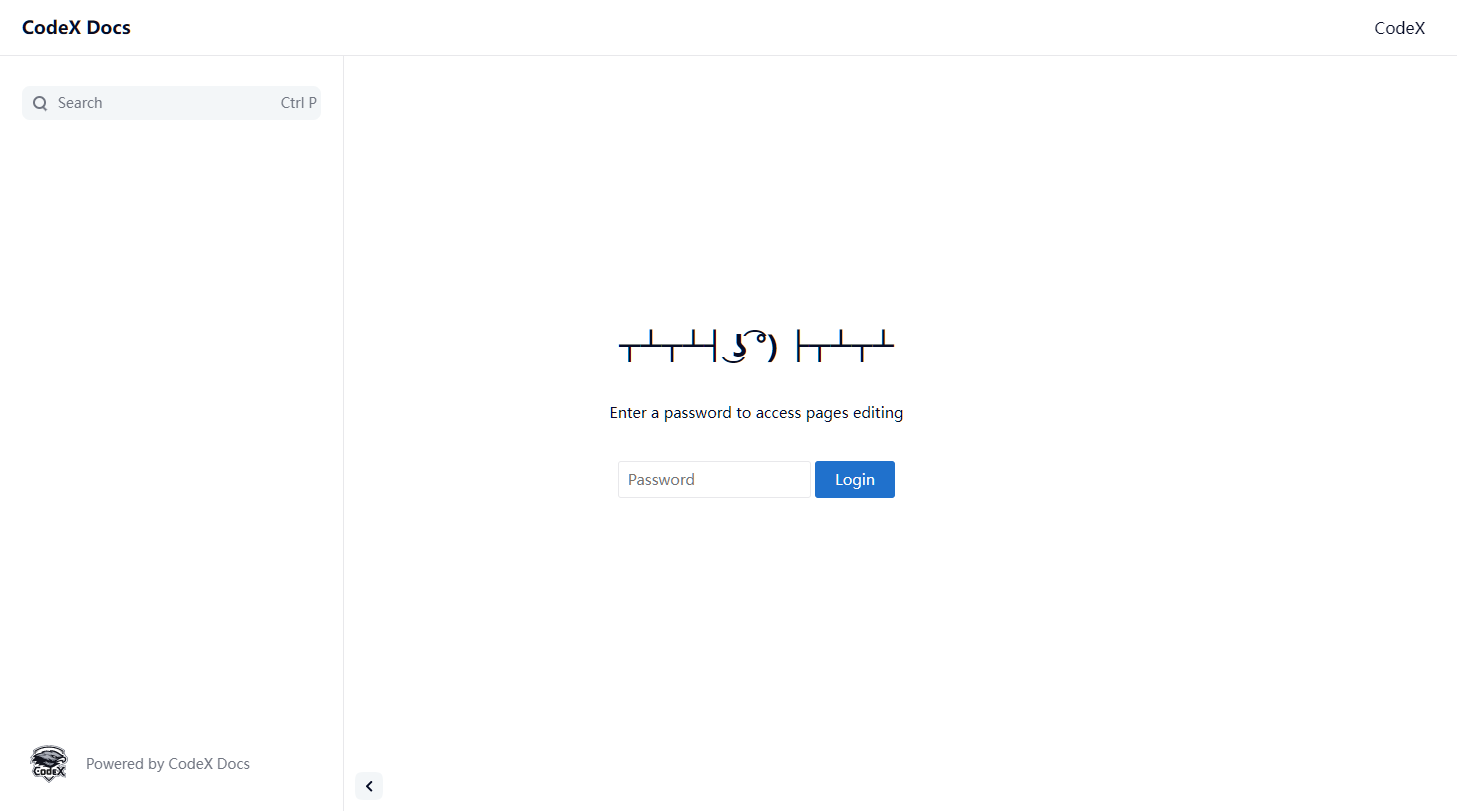 CodeX Docs
CodeX
Search
Ctrl P
┬┴┬┴┤ ͜ʖ ͡°) ├┬┴┬┴
Enter a password to access pages editing
Password
Login
CodeX
Powered by CodeX Docs